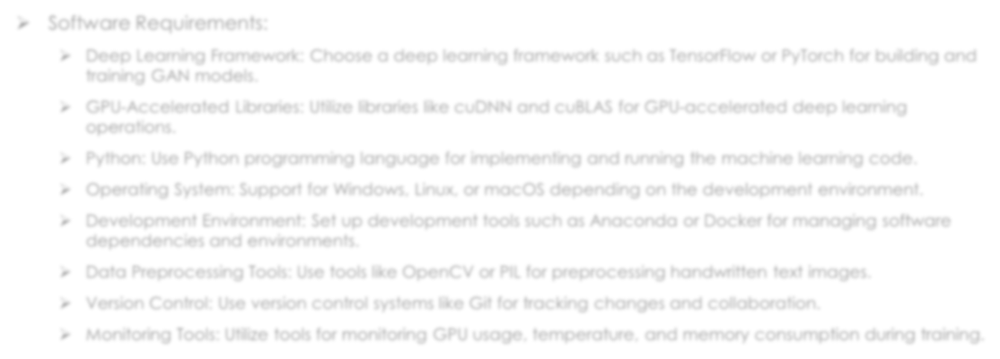 ➢ Software Requirements:
➢ Deep Learning Framework: Choose a deep learning framework such as TensorFlow or PyTorch for building and
training GAN models.
➢ GPU-Accelerated Libraries: Utilize libraries like cuDNN and cuBLAS for GPU-accelerated deep learning
operations.
➢ Python: Use Python programming language for implementing and running the machine learning code.
➢ Operating System: Support for Windows, Linux, or macOS depending on the development environment.
➢ Development Environment: Set up development tools such as Anaconda or Docker for managing software
dependencies and environments.
➢ Data Preprocessing Tools: Use tools like OpenCV or PIL for preprocessing handwritten text images.
➢ Version Control: Use version control systems like Git for tracking changes and collaboration.
➢ Monitoring Tools: Utilize tools for monitoring GPU usage, temperature, and memory consumption during training.